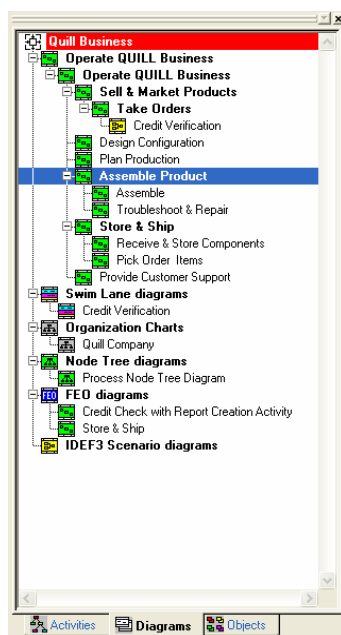 Quill Business
Operate QUILL Business
Operate QUILL Business
Sell & Market Products
Take Orders
Credit Verification
Design Configuration
Plan Production
Assemble Product
Assemble
Troubleshoot & Repair
Store & Ship
Receive & Store Components
Pick Order Items
Provide Customer Support
Swim Lane diagrams
Credit Verification
Organization Charts
Quill Company
Node Tree diagrams
Process Node Tree Diagram
FEO FEO diagrams
Credit Check with Report Creation Activity
Store & Ship
IDEF3 Scenario diagrams
Activities Diagrams Objects